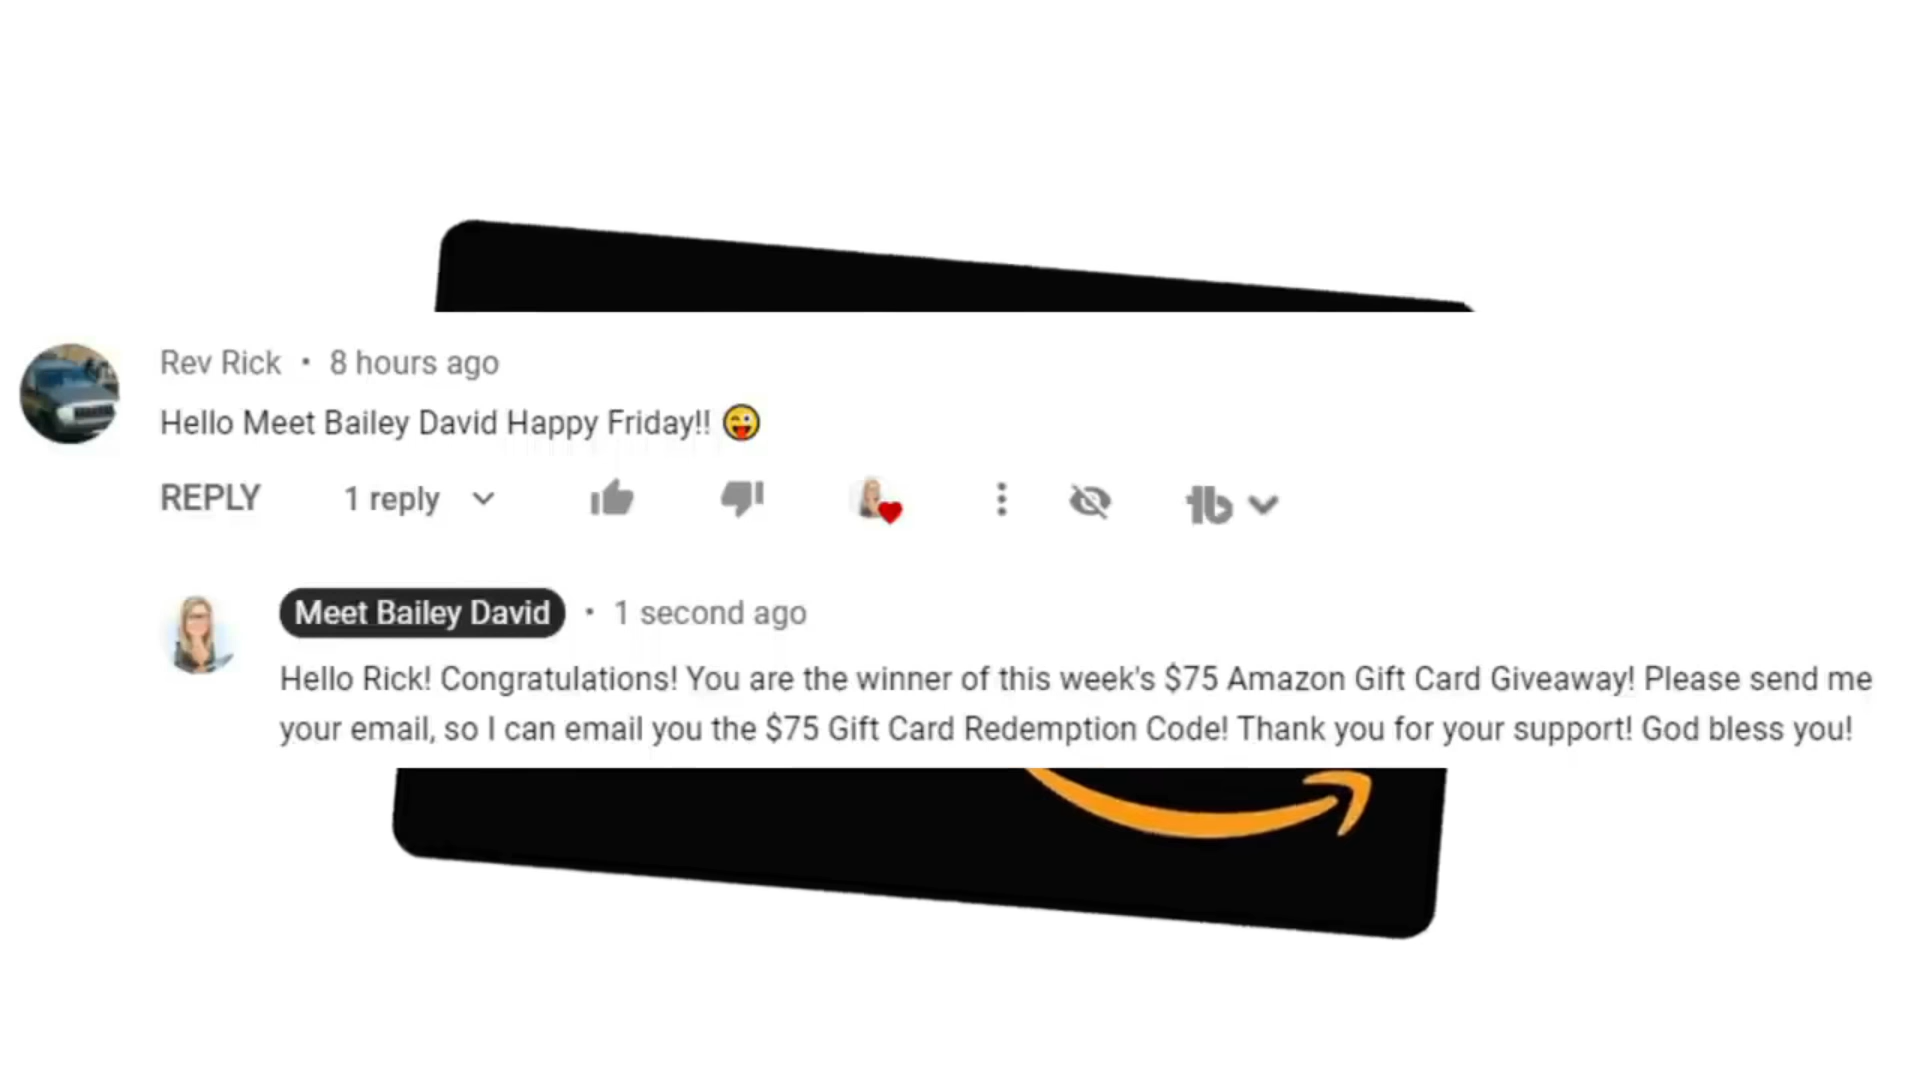 Rev Rick • 8 hours ago
Hello Meet Bailey David Happy Friday!! 😜
REPLY 1 reply
Meet Bailey David • 1 second ago
Hello Rick! Congratulations! You are the winner of this week's $75 Amazon Gift Card Giveaway! Please send me
your email, so I can email you the $75 Gift Card Redemption Code! Thank you for your support! God bless you!